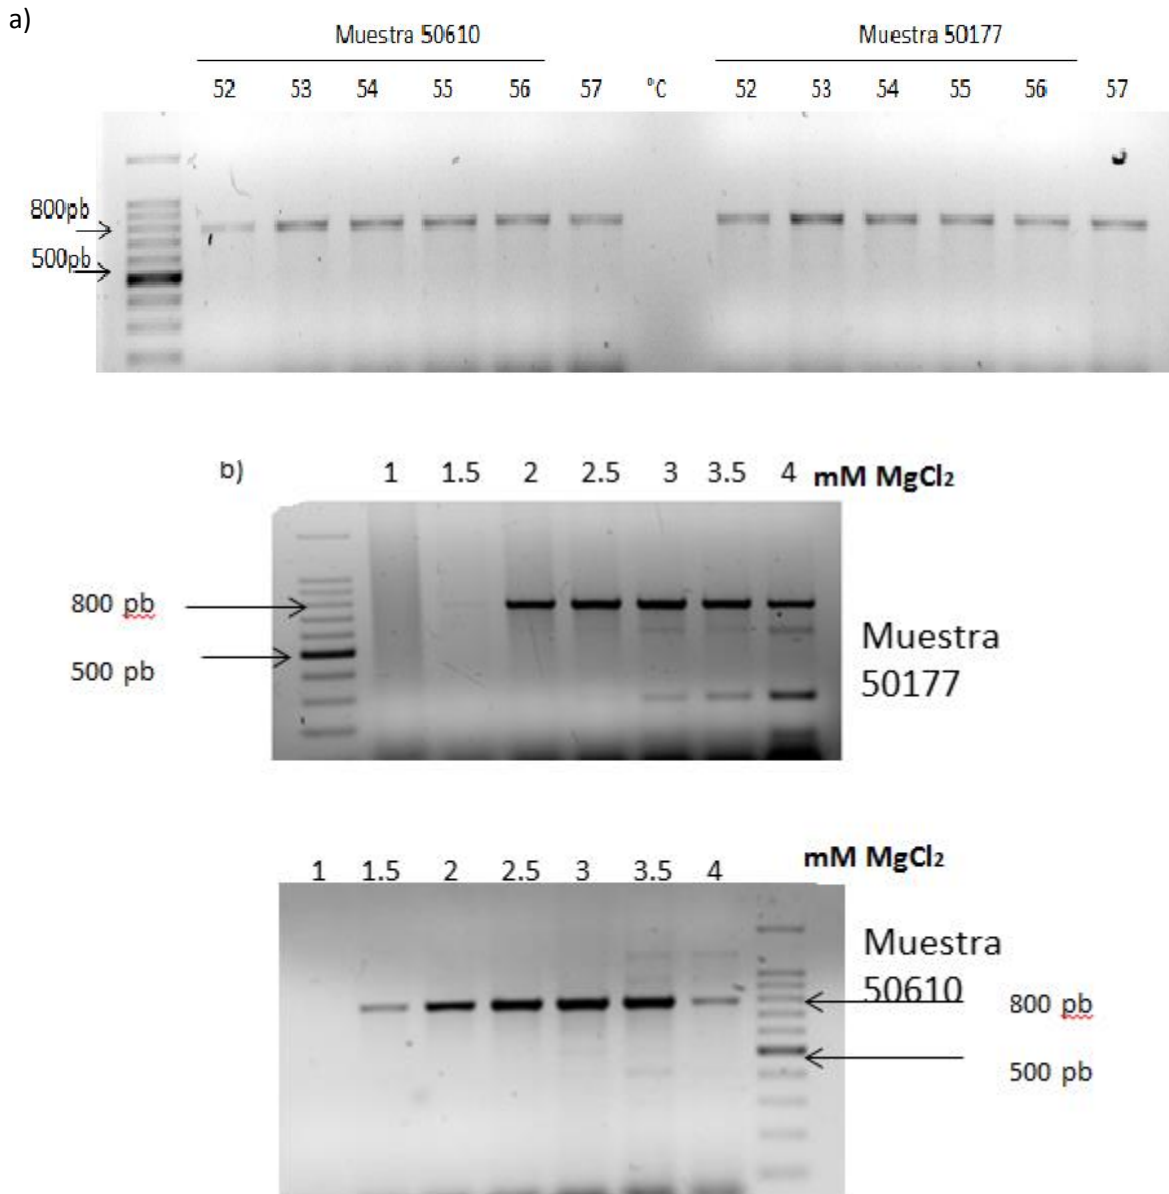 a)
Muestra 50610 Muestra 50177
52 53 54 55 56 57 °C 52 53 54 55 56 57
800pb
500pb
b) 1 1.5 2 2.5 3 3.5 4 mM MgCl₂
800 pb
500 pb
Muestra
50177
1 1.5 2 2.5 3 3.5 4 mM MgCl₂
Muestra
50610
800 pb
500 pb